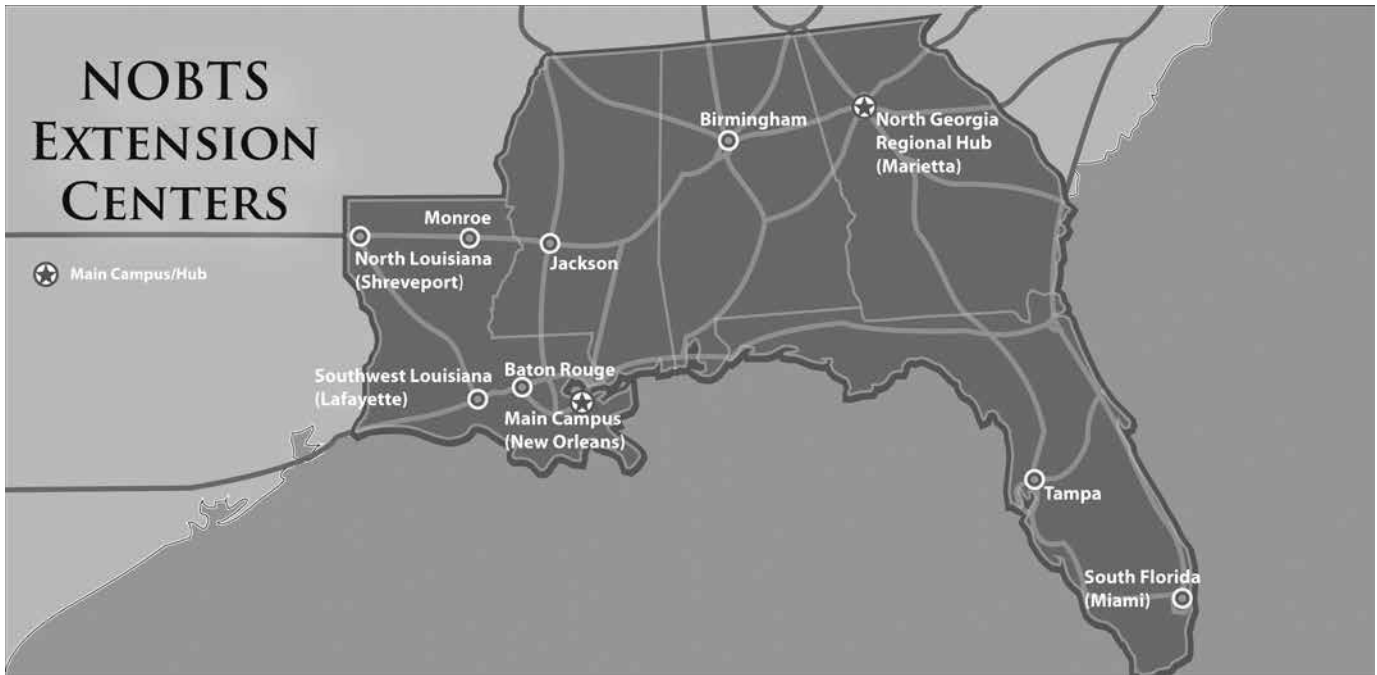 NOBTS
EXTENSION
CENTERS
Main Campus/Hub
Birmingham
North Georgia
Regional Hub
(Marietta)
Monroe
North Louisiana
(Shreveport)
Jackson
Southwest Louisiana
(Lafayette)
Baton Rouge
Main Campus
(New Orleans)
Tampa
South Florida
(Miami)